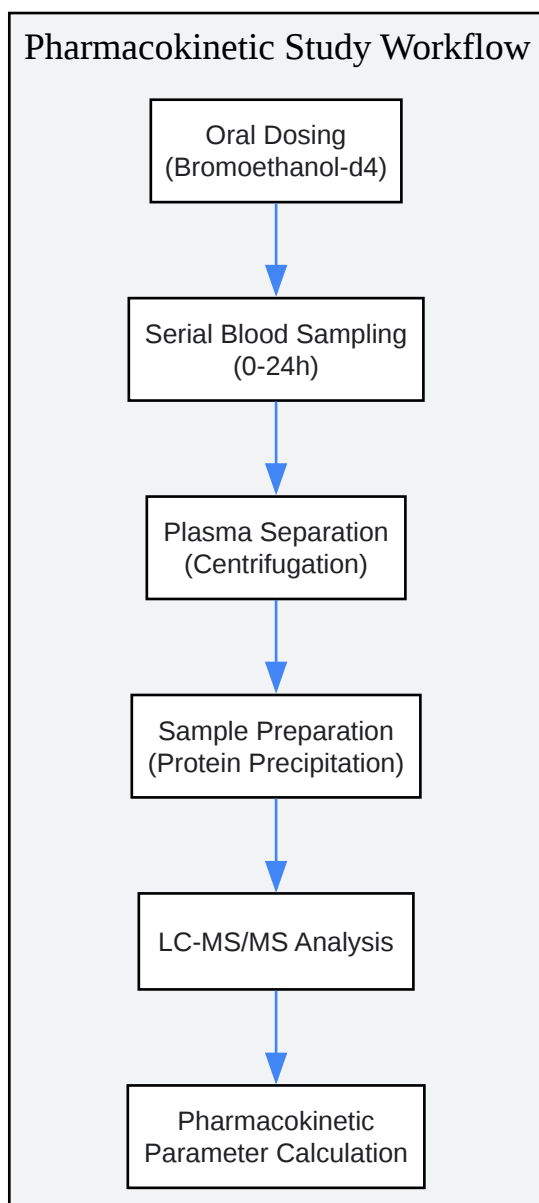 Pharmacokinetic Study Workflow
Oral Dosing
(Bromoethanol-d4)
Serial Blood Sampling
(0-24h)
Plasma Separation
(Centrifugation)
Sample Preparation
(Protein Precipitation)
LC-MS/MS Analysis
Pharmacokinetic
Parameter Calculation